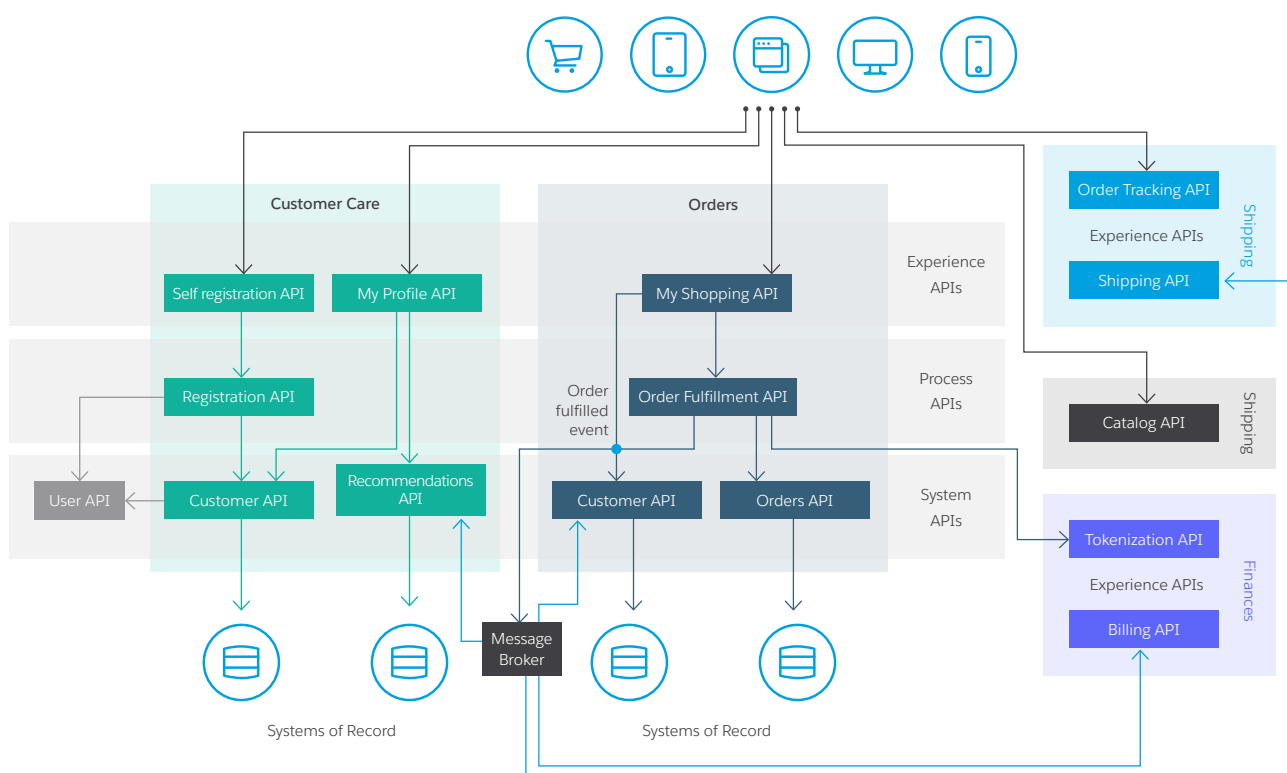 Customer Care
Orders
Order Tracking API
Experience APIs
Shipping API
Shipping
Experience
APIs
Self registration API
My Profile API
My Shopping API
Process
APIs
Registration API
Order
fulfilled
event
Order Fulfillment API
Catalog API
Shipping
System
APIs
User API
Customer API
Recommendations
API
Customer API
Orders API
Tokenization API
Experience APIs
Billing API
Finances
Message
Broker
Systems of Record
Systems of Record